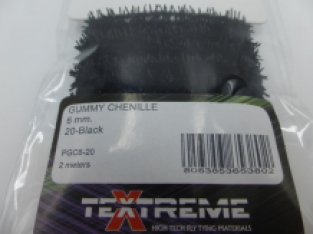 GUMMY CHENILLE
6 mm.
20-Black
PGC6-20
2 meters
TEXTREME
HIGH-TECH FLY TYING MATERIALS